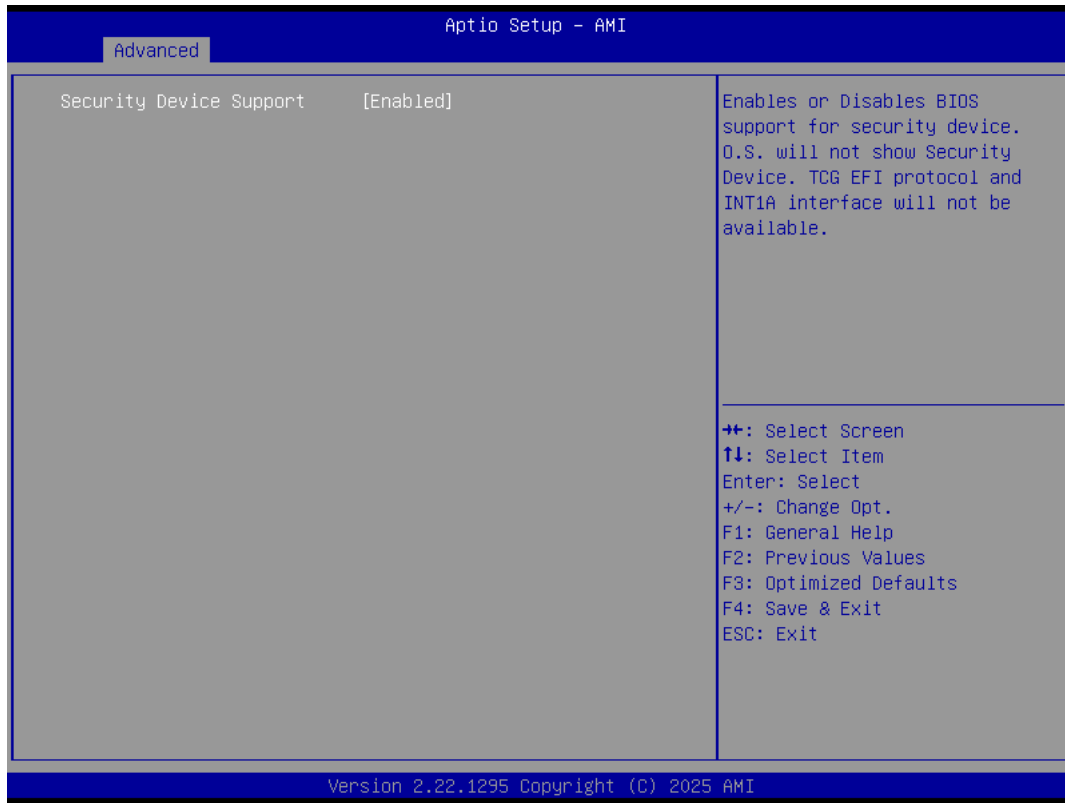 Aptio Setup – AMI
Advanced
Security Device Support [Enabled]
Enables or Disables BIOS
support for security device.
O.S. will not show Security
Device. TCG EFI protocol and
INT1A interface will not be
available.
→←: Select Screen
↑↓: Select Item
Enter: Select
+/-: Change Opt.
F1: General Help
F2: Previous Values
F3: Optimized Defaults
F4: Save & Exit
ESC: Exit
Version 2.22.1295 Copyright (C) 2025 AMI